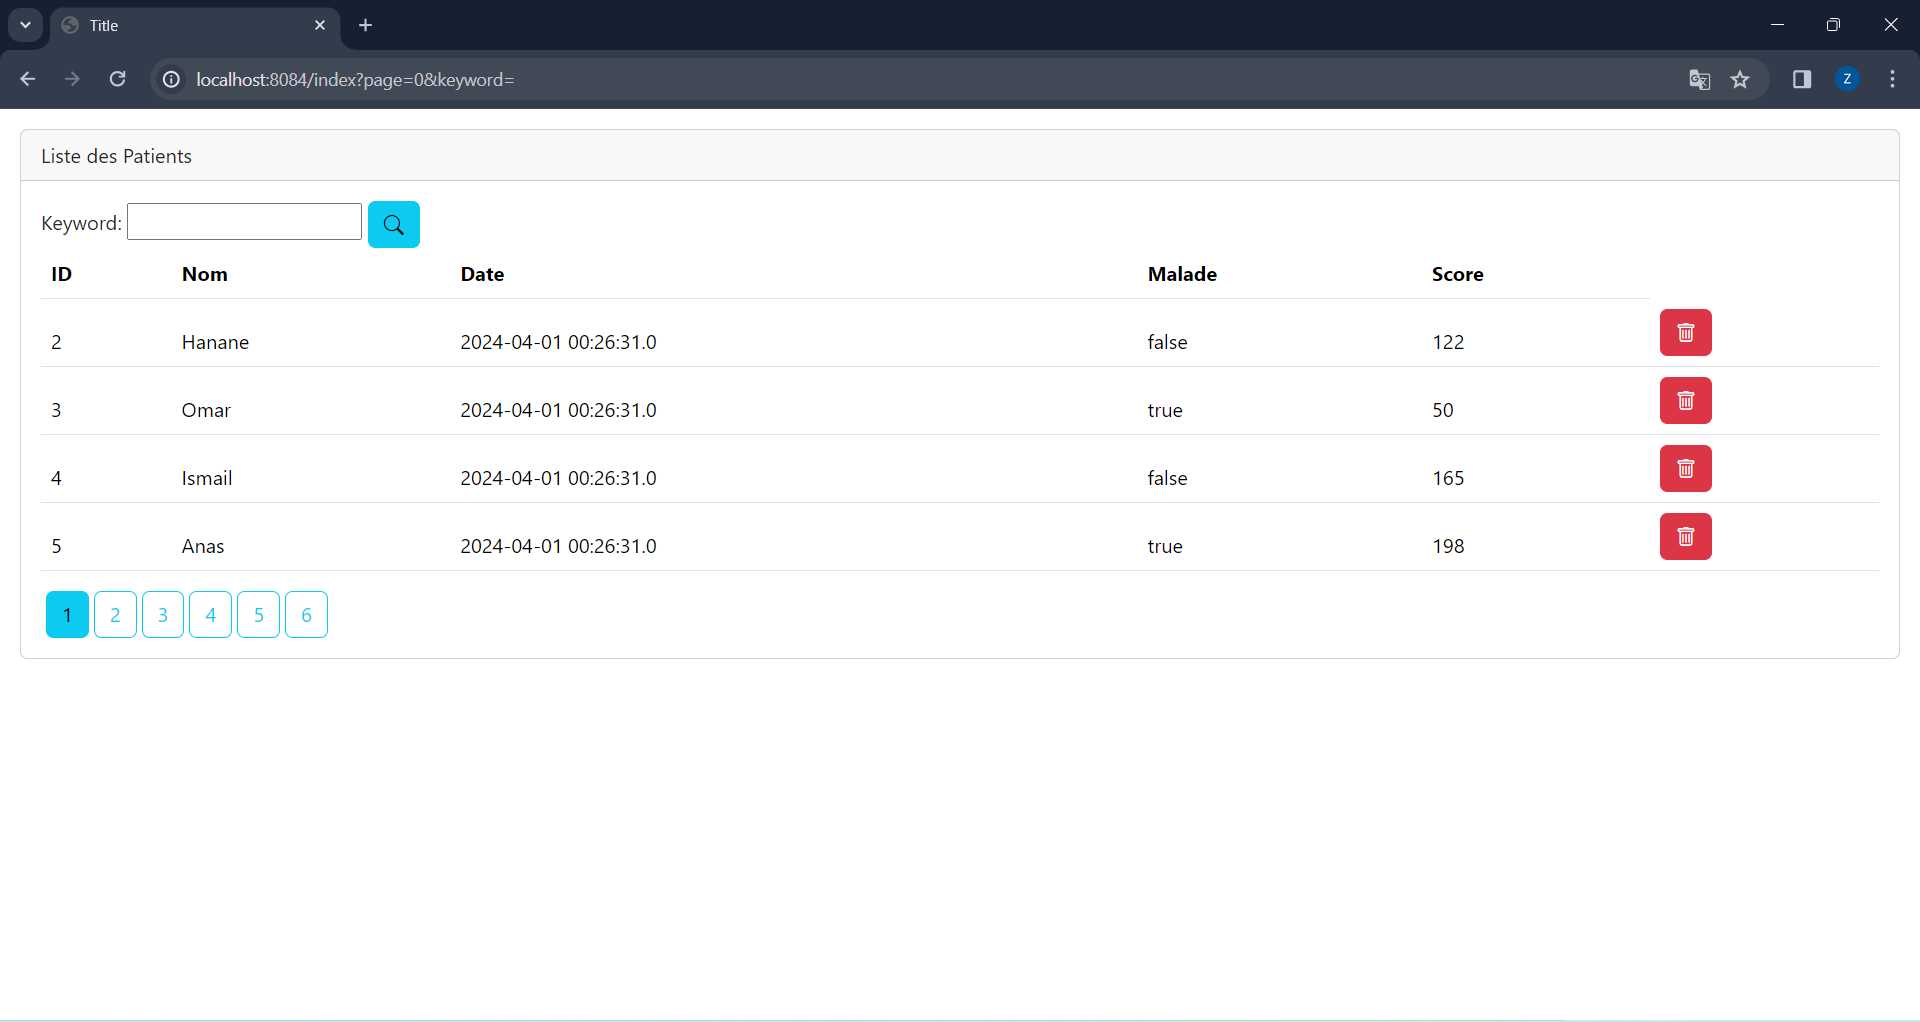 Title
localhost:8084/index?page=0&keyword=
Z
Liste des Patients
Keyword:
ID Nom Date Malade Score
2 Hanane 2024-04-01 00:26:31.0 false 122
3 Omar 2024-04-01 00:26:31.0 true 50
4 Ismail 2024-04-01 00:26:31.0 false 165
5 Anas 2024-04-01 00:26:31.0 true 198
1 2 3 4 5 6